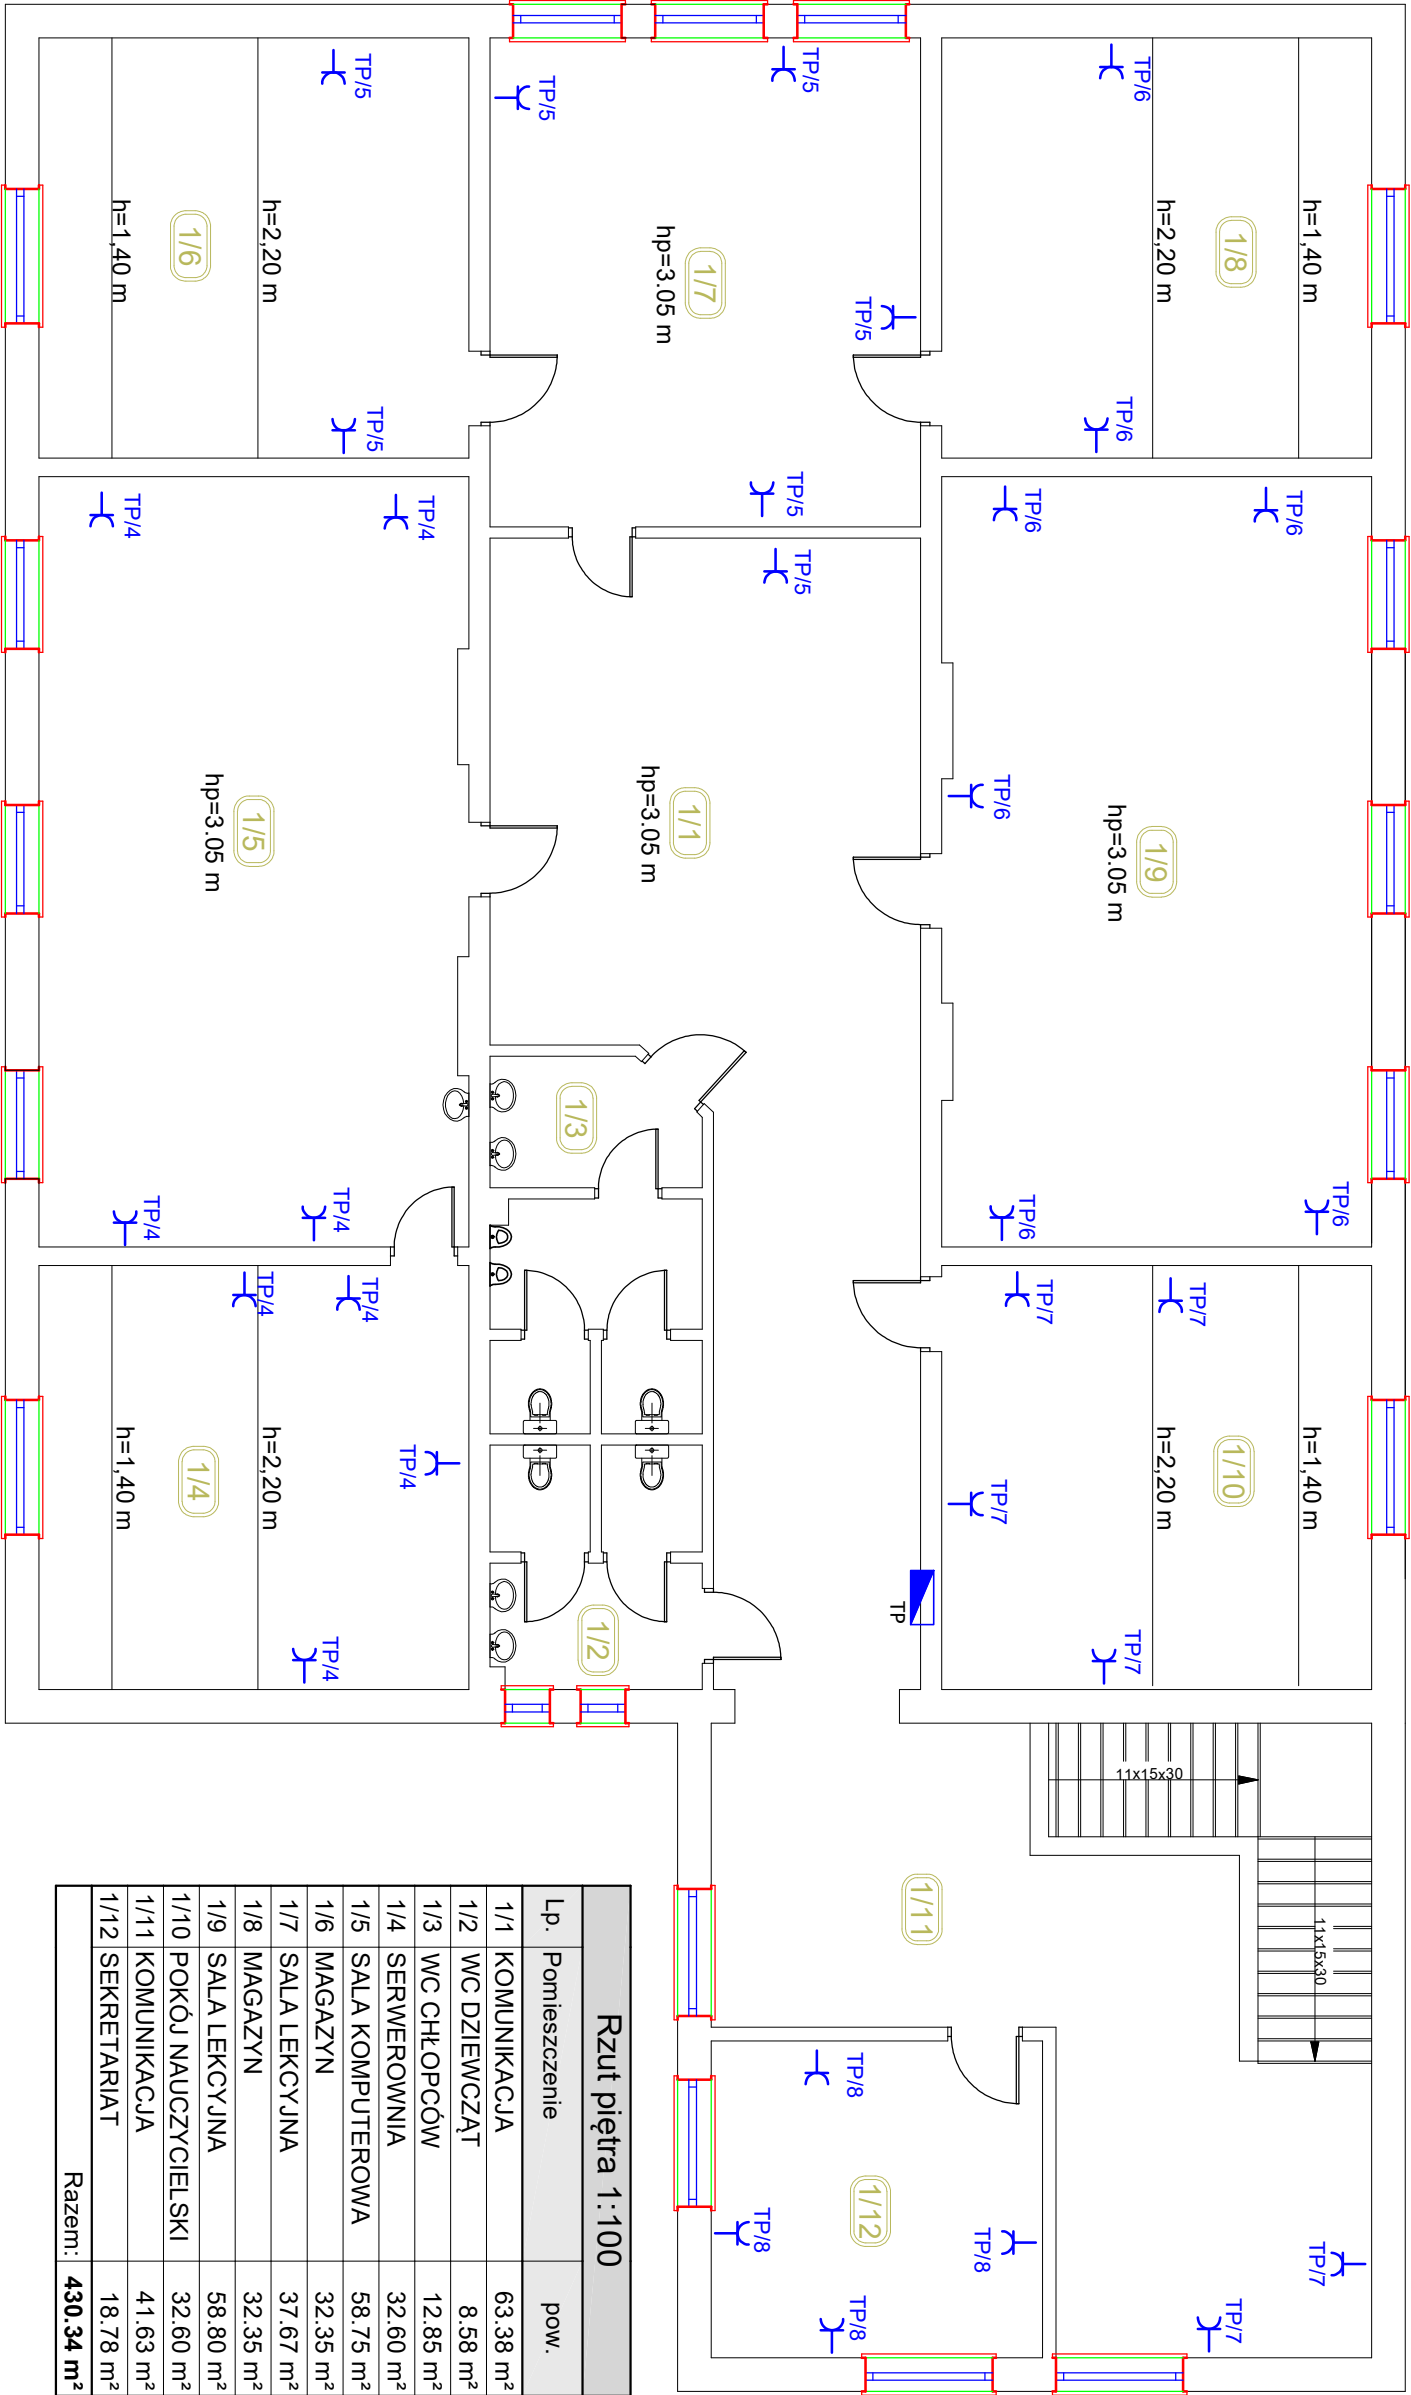 TP/6
TP/6
TP/6
TP/6
TP/6
TP/6
TP/6
h=1,40 m
1/8
h=2,20 m
1/9
hp=3.05 m
TP/7
TP/7
TP/7
TP/7
h=1,40 m
1/10
h=2,20 m
TP
11x15x30
11x15x30
TP/7
TP/7
TP/5
TP/5
TP/5
TP/5
1/7
hp=3.05 m
TP/5
1/1
hp=3.05 m
1/3
1/2
1/11
TP/8
TP/8
TP/8
TP/8
1/12
TP/5
TP/5
h=2,20 m
1/6
h=1,40 m
TP/4
TP/4
TP/4
TP/4
1/5
hp=3.05 m
TP/4
TP/4
TP/4
TP/4
h=2,20 m
1/4
h=1,40 m
Rzut piętra 1:100
Lp. Pomieszczenie pow.
1/1 KOMUNIKACJA 63.38 m²
1/2 WC DZIEWCZĄT 8.58 m²
1/3 WC CHŁOPCÓW 12.85 m²
1/4 SERWEROWNIA 32.60 m²
1/5 SALA KOMPUTEROWA 58.75 m²
1/6 MAGAZYN 32.35 m²
1/7 SALA LEKCYJNA 37.67 m²
1/8 MAGAZYN 32.35 m²
1/9 SALA LEKCYJNA 58.80 m²
1/10 POKÓJ NAUCZYCIELSKI 32.60 m²
1/11 KOMUNIKACJA 41.63 m²
1/12 SEKRETARIAT 18.78 m²
Razem: 430.34 m²